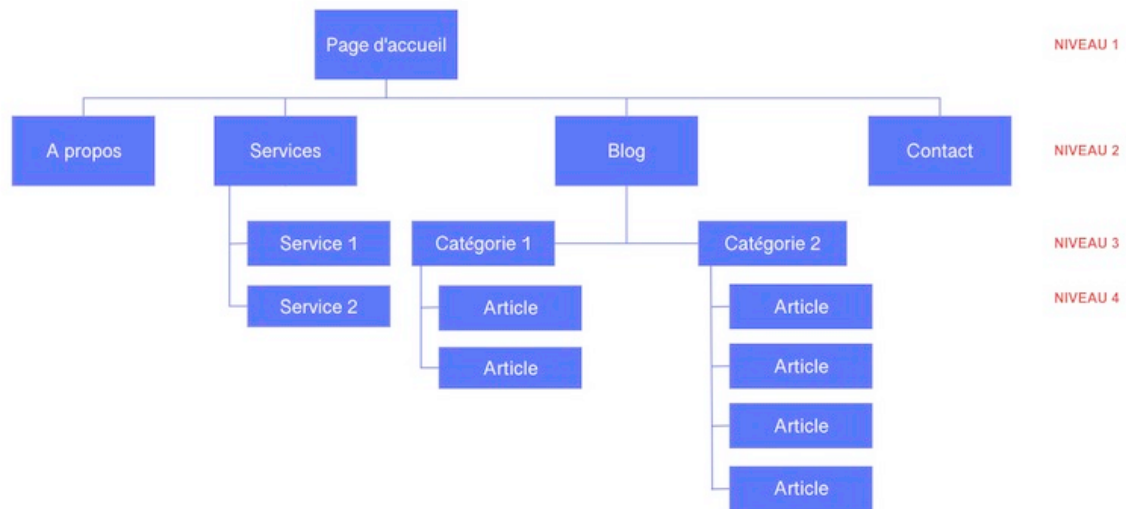 Page d'accueil
NIVEAU 1
A propos
Services
Blog
Contact
NIVEAU 2
Service 1
Catégorie 1
Catégorie 2
NIVEAU 3
Service 2
Article
Article
NIVEAU 4
Article
Article
Article
Article